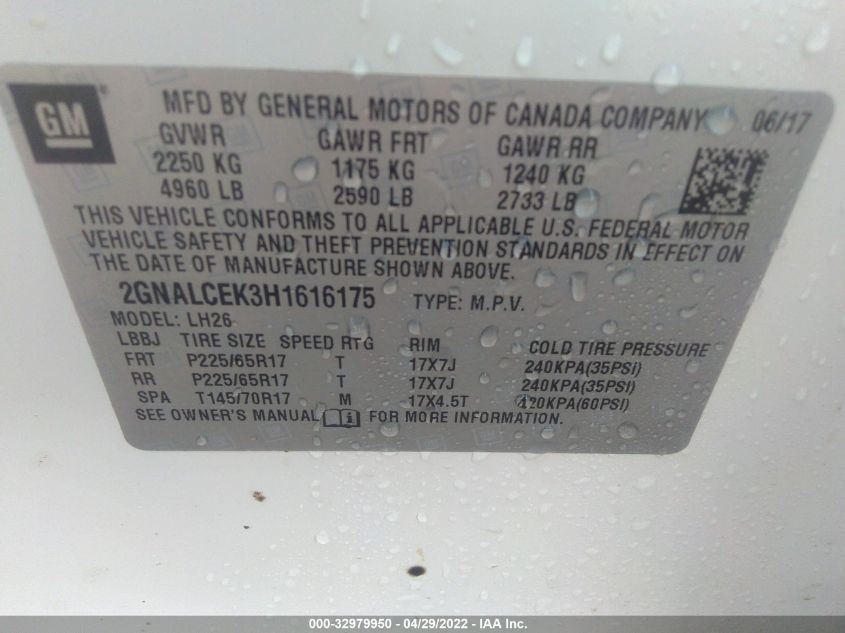 GM
MFD BY GENERAL MOTORS OF CANADA COMPANY 06/17
GVWR GAWR FRT GAWR RR
2250 KG 1175 KG 1240 KG
4960 LB 2590 LB 2733 LB
THIS VEHICLE CONFORMS TO ALL APPLICABLE U.S. FEDERAL MOTOR
VEHICLE SAFETY AND THEFT PREVENTION STANDARDS IN EFFECT ON
THE DATE OF MANUFACTURE SHOWN ABOVE.
2GNALCEK3H1616175 TYPE: M.P.V.
MODEL: LH26
LBBJ TIRE SIZE SPEED RTG RIM COLD TIRE PRESSURE
FRT P225/65R17 T 17X7J 240KPA(35PSI)
RR P225/65R17 T 17X7J 240KPA(35PSI)
SPA T145/70R17 M 17X4.5T 420KPA(60PSI)
SEE OWNER'S MANUAL FOR MORE INFORMATION.
000-32979950 - 04/29/2022 - IAA Inc.